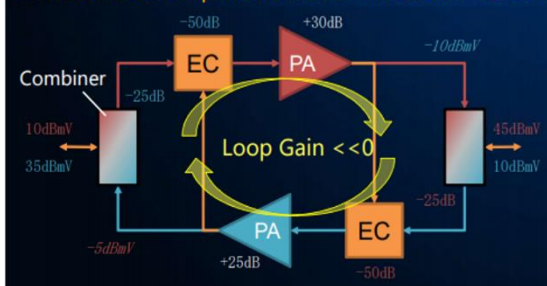 -50dB
+30dB
-10dBmV
EC
PA
Combiner
-25dB
10dBmV
35dBmV
Loop Gain <<0
45dBmV
10dBmV
-25dB
PA
EC
-5dBmV
+25dB
-50dB